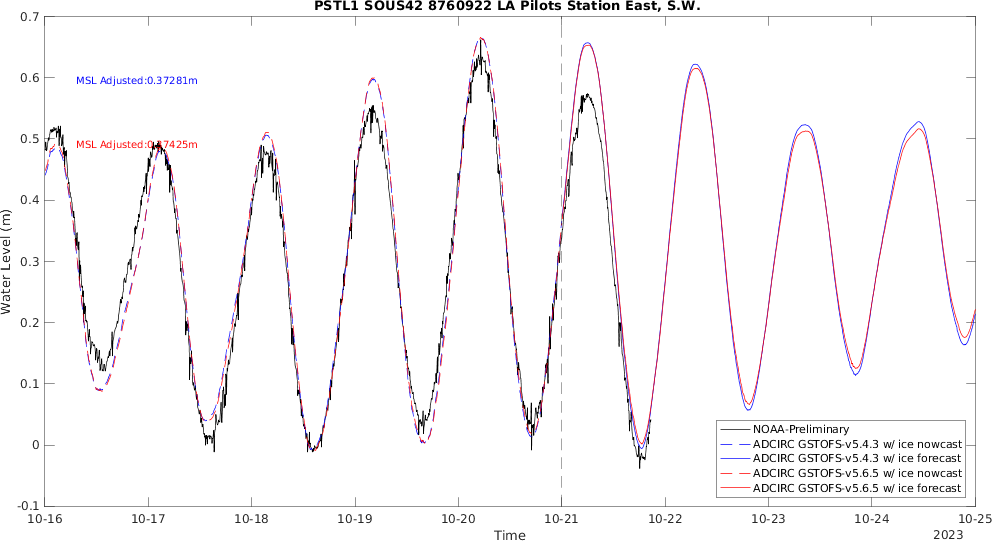 PSTL1 SOUS42 8760922 LA Pilots Station East, S.W.
0.7
0.6
0.5
0.4
0.3
0.2
0.1
0
-0.1
Water Level (m)
MSL Adjusted:0.37281m
MSL Adjusted:0.37425m
NOAA-Preliminary
ADCIRC GSTOFS-v5.4.3 w/ ice nowcast
ADCIRC GSTOFS-v5.4.3 w/ ice forecast
ADCIRC GSTOFS-v5.6.5 w/ ice nowcast
ADCIRC GSTOFS-v5.6.5 w/ ice forecast
10-16 10-17 10-18 10-19 10-20 10-21 10-22 10-23 10-24 10-25
Time
2023